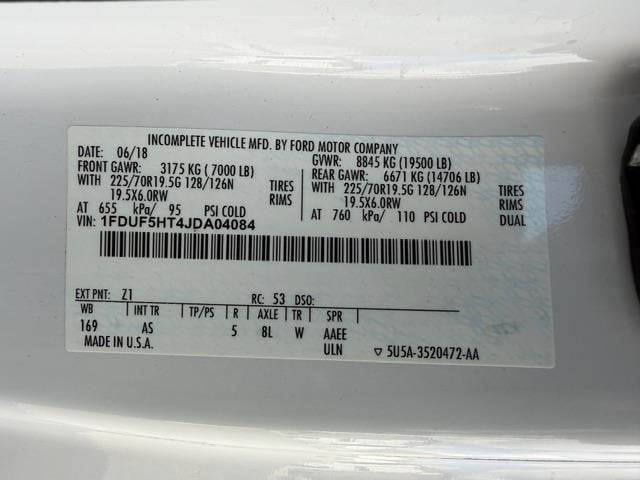 INCOMPLETE VEHICLE MFD. BY FORD MOTOR COMPANY
DATE: 06/18 GVWR: 8845 KG (19500 LB)
FRONT GAWR: 3175 KG ( 7000 LB) REAR GAWR: 6671 KG (14706 LB)
WITH 225/70R19.5G 128/126N TIRES WITH 225/70R19.5G 128/126N TIRES
19.5X6.0RW RIMS 19.5X6.0RW RIMS
AT 655 kPa/ 95 PSI COLD AT 760 kPa/ 110 PSI COLD DUAL
VIN: 1FDUF5HT4JDA04084
EXT PNT: Z1 RC: 53 DSO:
WB INT TR TP/PS R AXLE TR SPR
169 AS 5 8L W AAEE
MADE IN U.S.A. ULN ▽ 5U5A-3520472-AA